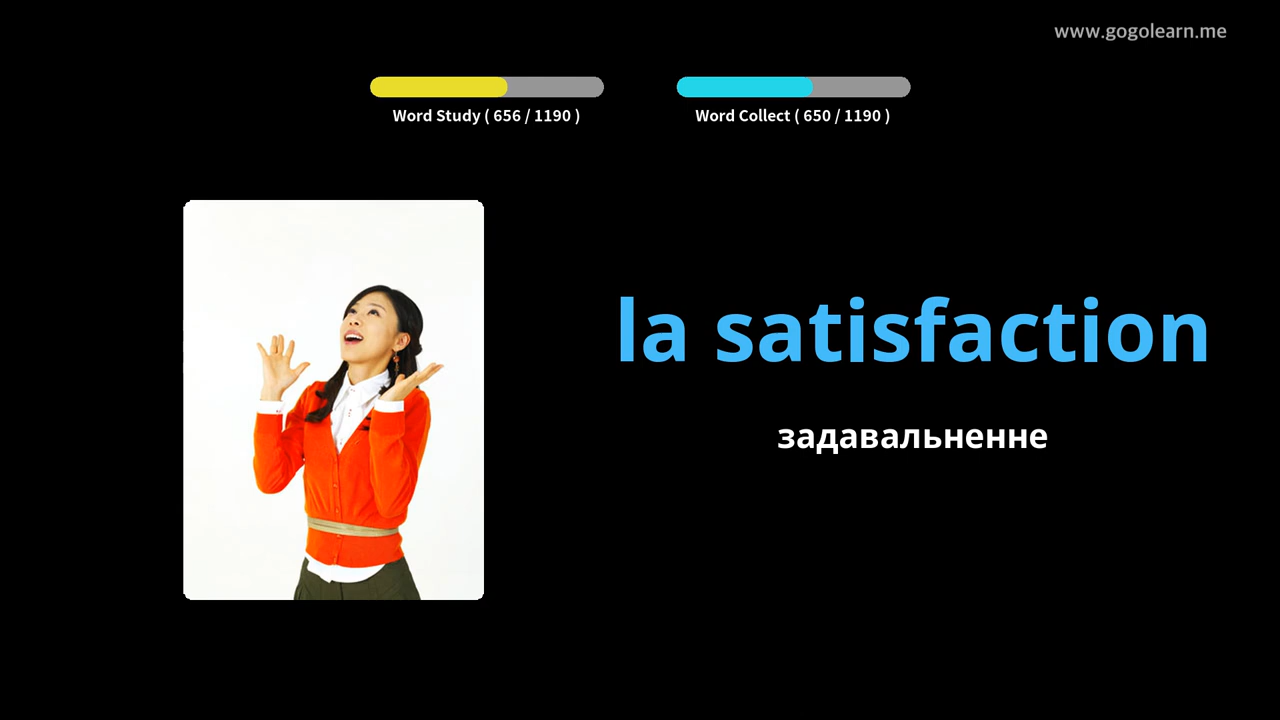 www.gogolearn.me
Word Study ( 656 / 1190 )
Word Collect ( 650 / 1190 )
la satisfaction
задавальненне